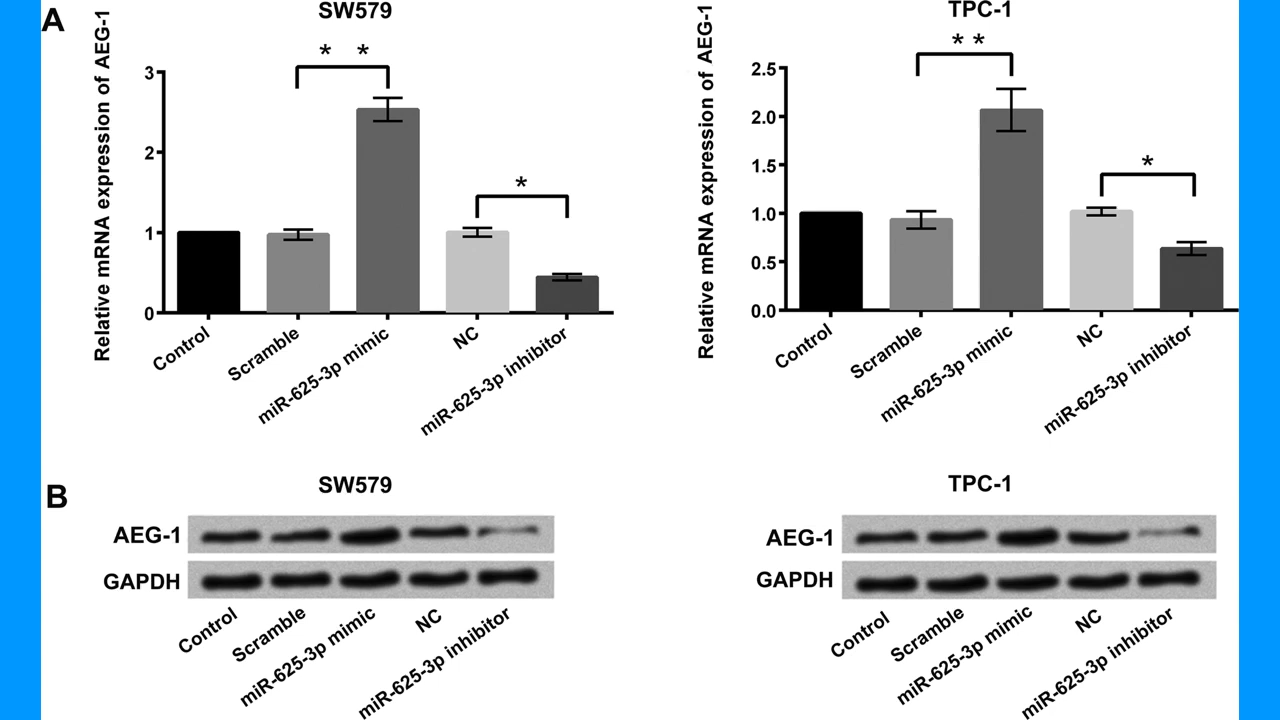 A
SW579
Relative mRNA expression of AEG-1
* *
*
3
2
1
0
Control
Scramble
miR-625-3p mimic
NC
miR-625-3p inhibitor
TPC-1
Relative mRNA expression of AEG-1
* *
*
2.5
2.0
1.5
1.0
0.5
0.0
Control
Scramble
miR-625-3p mimic
NC
miR-625-3p inhibitor
B
SW579
AEG-1
GAPDH
Control
Scramble
miR-625-3p mimic
NC
miR-625-3p inhibitor
TPC-1
AEG-1
GAPDH
Control
Scramble
miR-625-3p mimic
NC
miR-625-3p inhibitor